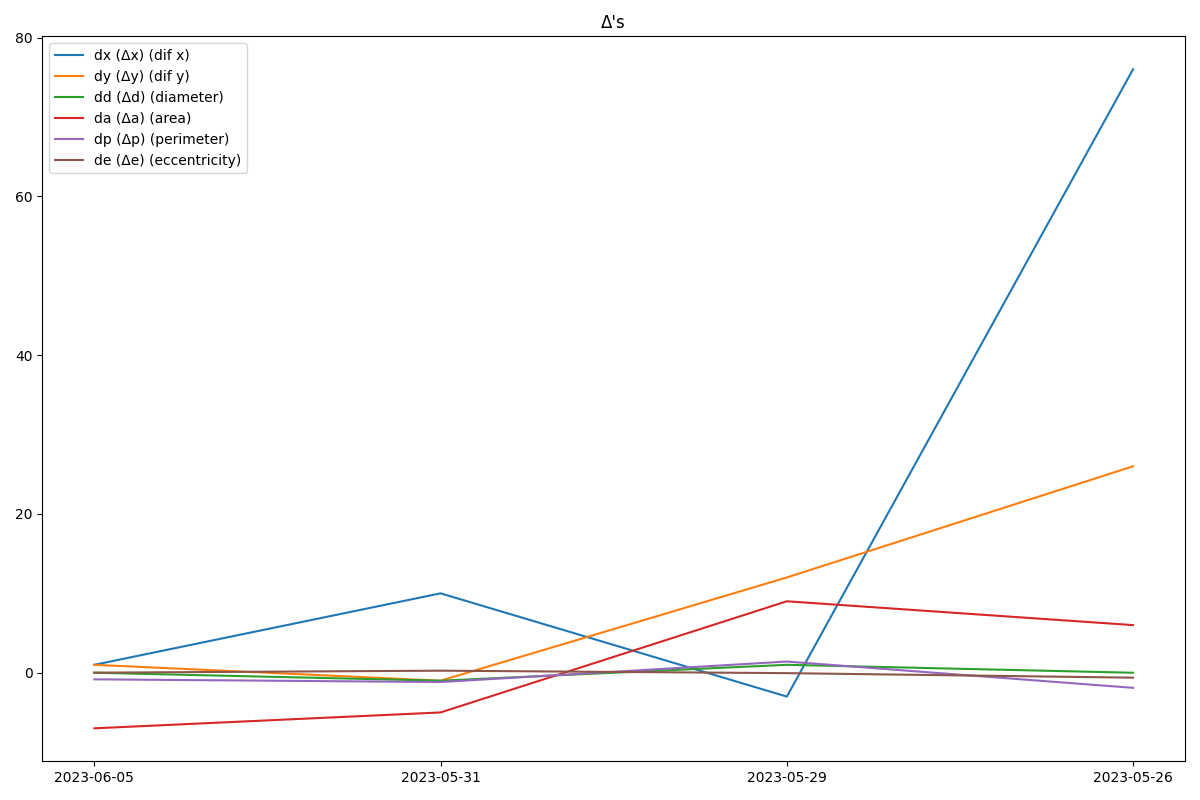 Δ's
dx (Δx) (dif x)
dy (Δy) (dif y)
dd (Δd) (diameter)
da (Δa) (area)
dp (Δp) (perimeter)
de (Δe) (eccentricity)
80
60
40
20
0
2023-06-05 2023-05-31 2023-05-29 2023-05-26